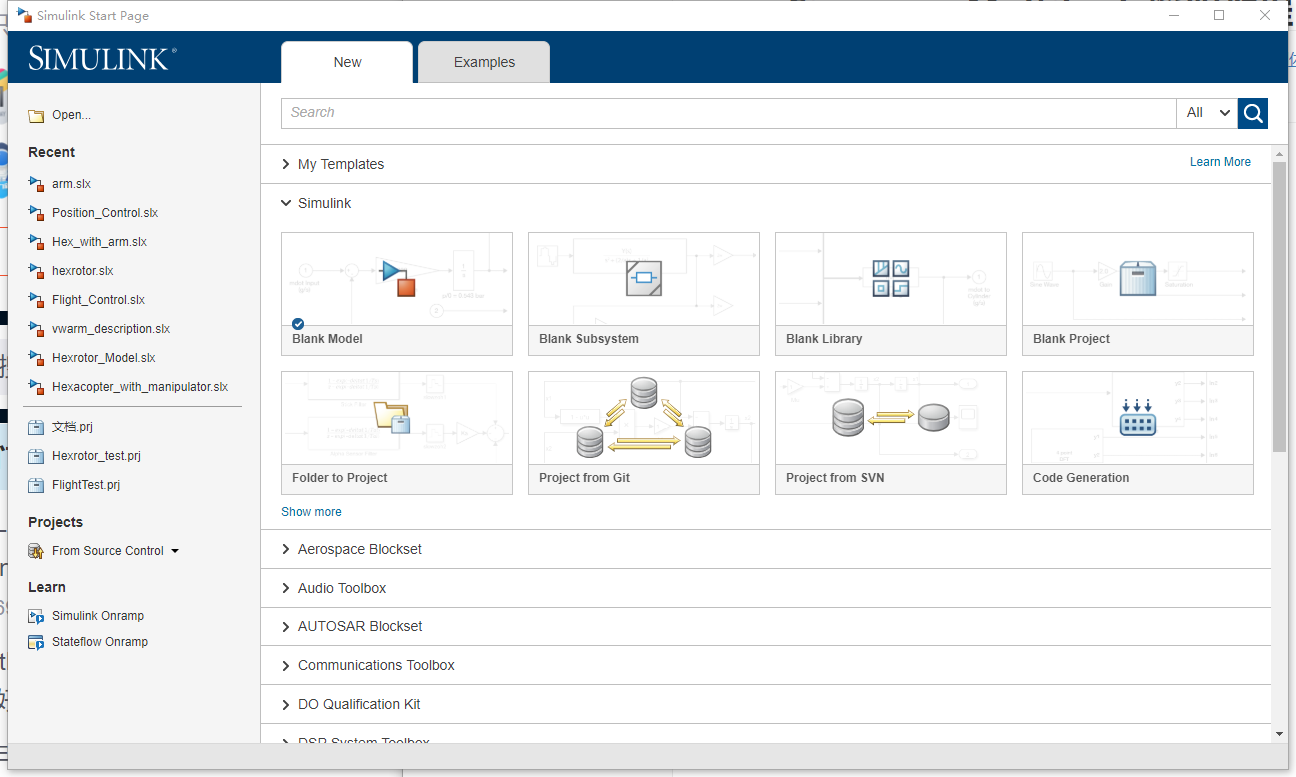 Simulink Start Page
SIMULINK®
New
Examples
Open...
Search
All
Recent
arm.slx
Position_Control.slx
Hex_with_arm.slx
hexrotor.slx
Flight_Control.slx
vwarm_description.slx
Hexrotor_Model.slx
Hexacopter_with_manipulator.slx
文档.prj
Hexrotor_test.prj
FlightTest.prj
Projects
From Source Control
Learn
Simulink Onramp
Stateflow Onramp
My Templates
Learn More
Simulink
Blank Model
Blank Subsystem
Blank Library
Blank Project
Folder to Project
Project from Git
Project from SVN
Code Generation
Show more
Aerospace Blockset
Audio Toolbox
AUTOSAR Blockset
Communications Toolbox
DO Qualification Kit
DSP System Toolbox